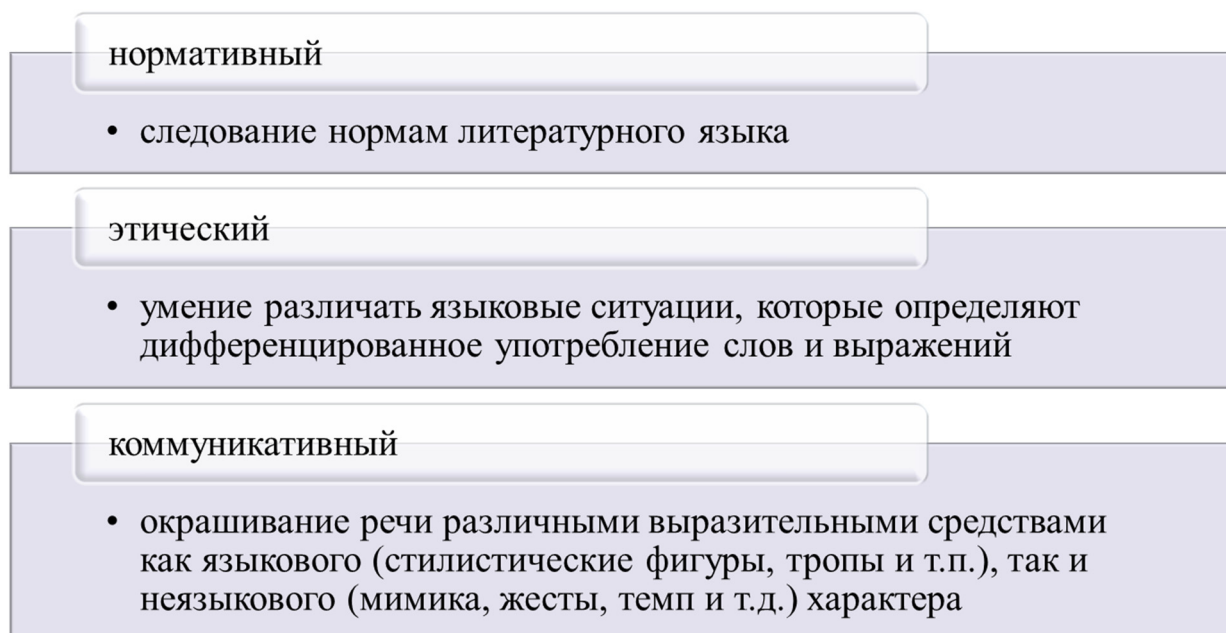 нормативный
• следование нормам литературного языка
этический
• умение различать языковые ситуации, которые определяют
дифференцированное употребление слов и выражений
коммуникативный
• окрашивание речи различными выразительными средствами
как языкового (стилистические фигуры, тропы и т.п.), так и
неязыкового (мимика, жесты, темп и т.д.) характера